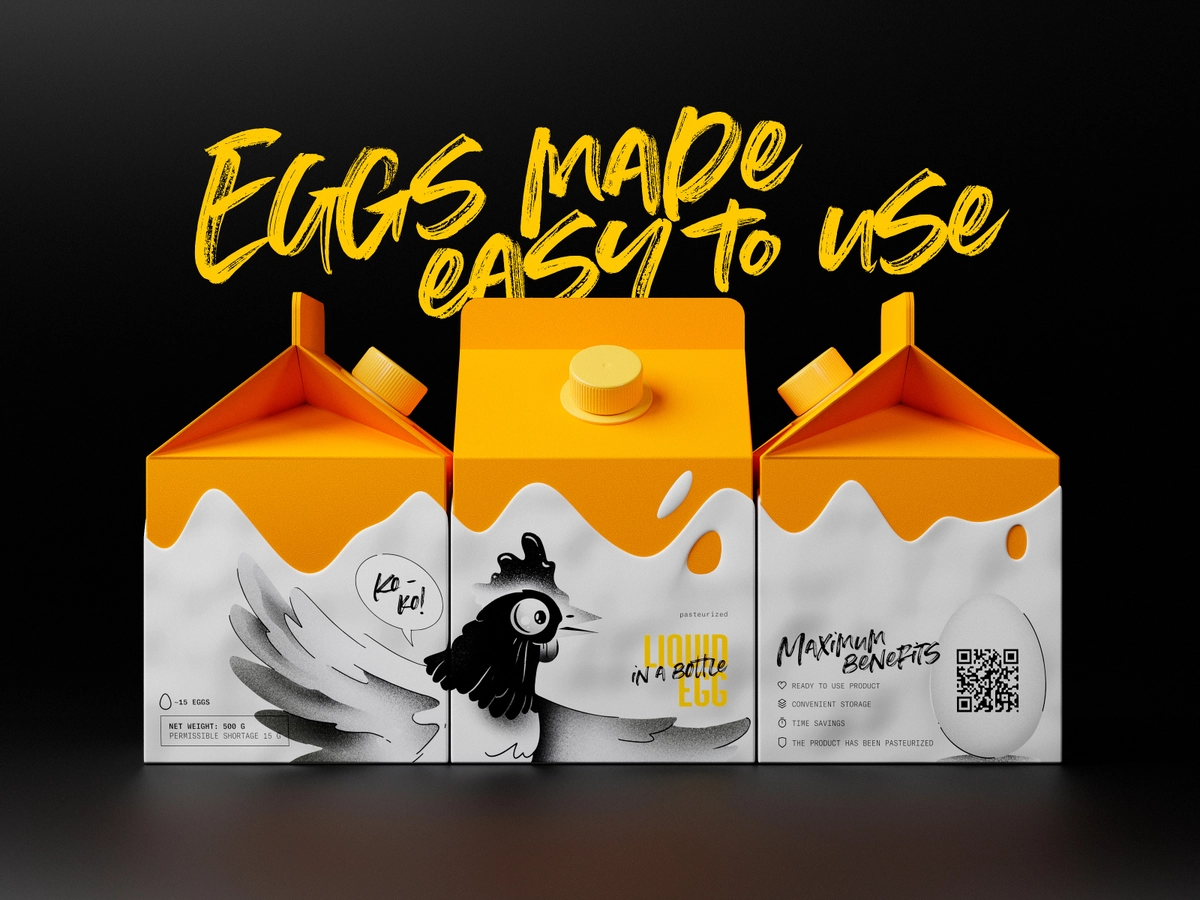 EGGS MADE
eASY To uSe
Ko-
Ko!
~15 EGGS
NET WEIGHT: 500 G
PERMISSIBLE SHORTAGE 15 G
pasteurized
LIQUID
iN A Bottle
EGG
MAXiMuM
BeNeFiTS
READY TO USE PRODUCT
CONVENIENT STORAGE
TIME SAVINGS
THE PRODUCT HAS BEEN PASTEURIZED